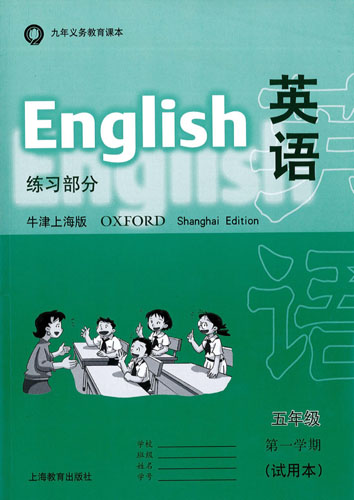 九年义务教育课本
英语
English
练习部分
牛津上海版 OXFORD Shanghai Edition
五年级
第一学期
(试用本)
学校
班级
姓名
学号
上海教育出版社